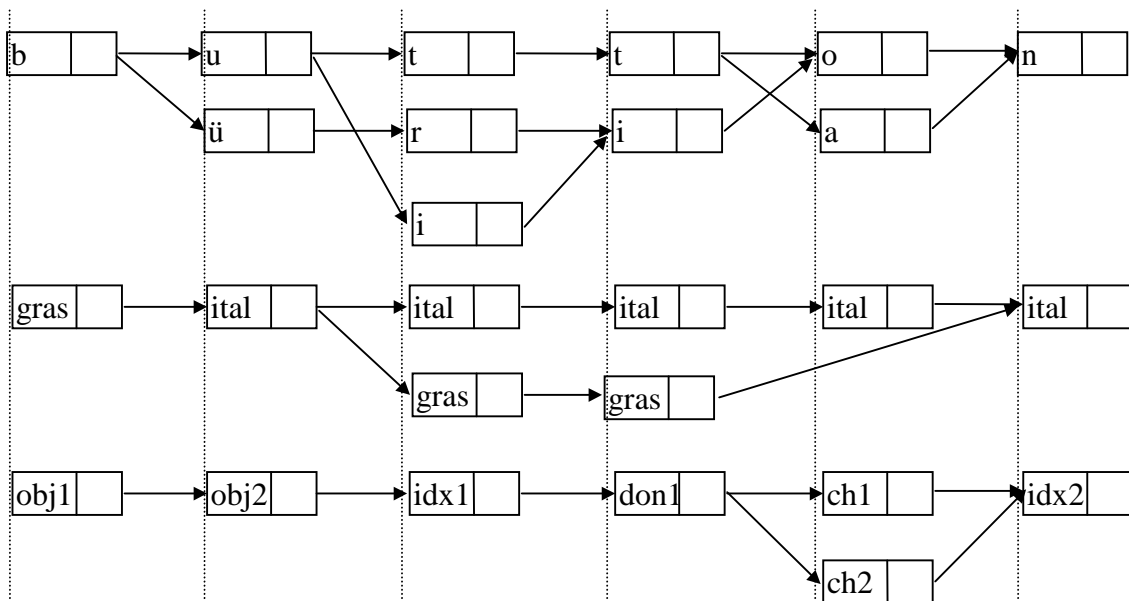 b u t t o n
ü r i a
i
gras ital ital ital ital ital
gras gras
obj1 obj2 idx1 don1 ch1 idx2
ch2